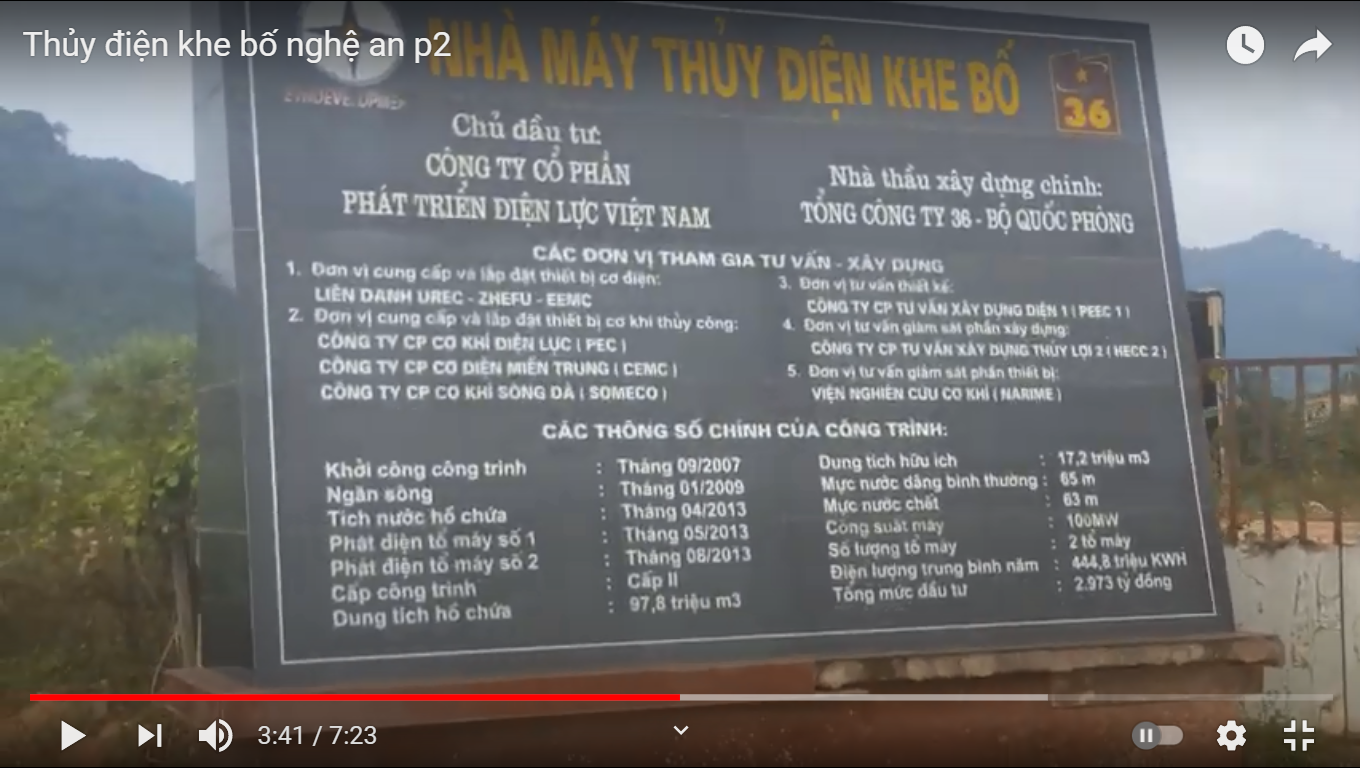 Thủy điện khe bố nghệ an p2
NHÀ MÁY THỦY ĐIỆN KHE BỐ
36
Chủ đầu tư:
CÔNG TY CỔ PHẦN
PHÁT TRIỂN ĐIỆN LỰC VIỆT NAM
Nhà thầu xây dựng chính:
TỔNG CÔNG TY 36 - BỘ QUỐC PHÒNG
CÁC ĐƠN VỊ THAM GIA TƯ VẤN - XÂY DỰNG
1. Đơn vị cung cấp và lắp đặt thiết bị cơ điện:
LIÊN DANH UREC - ZHEFU - EEMC
2. Đơn vị cung cấp và lắp đặt thiết bị cơ khí thủy công:
CÔNG TY CP CƠ KHÍ ĐIỆN LỰC ( PEC )
CÔNG TY CP CƠ ĐIỆN MIỀN TRUNG ( CEMC )
CÔNG TY CP CƠ KHÍ SÔNG ĐÀ ( SOMECO )
3. Đơn vị tư vấn thiết kế:
CÔNG TY CP TƯ VẤN XÂY DỰNG ĐIỆN 1 ( PEEC 1 )
4. Đơn vị tư vấn giám sát phần xây dựng:
CÔNG TY CP TƯ VẤN XÂY DỰNG THỦY LỢI 2 ( HECC 2 )
5. Đơn vị tư vấn giám sát phần thiết bị:
VIỆN NGHIÊN CỨU CƠ KHÍ ( NARIME )
CÁC THÔNG SỐ CHÍNH CỦA CÔNG TRÌNH:
Khởi công công trình : Tháng 09/2007
Ngăn sông : Tháng 01/2009
Tích nước hồ chứa : Tháng 04/2013
Phát điện tổ máy số 1 : Tháng 05/2013
Phát điện tổ máy số 2 : Tháng 06/2013
Cấp công trình : Cấp II
Dung tích hồ chứa : 97,8 triệu m3
Dung tích hữu ích : 17,2 triệu m3
Mực nước dâng bình thường : 65 m
Mực nước chết : 63 m
Công suất máy : 100MW
Số lượng tổ máy : 2 tổ máy
Điện lượng trung bình năm : 444,8 triệu KWH
Tổng mức đầu tư : 2.973 tỷ đồng
3:41 / 7:23